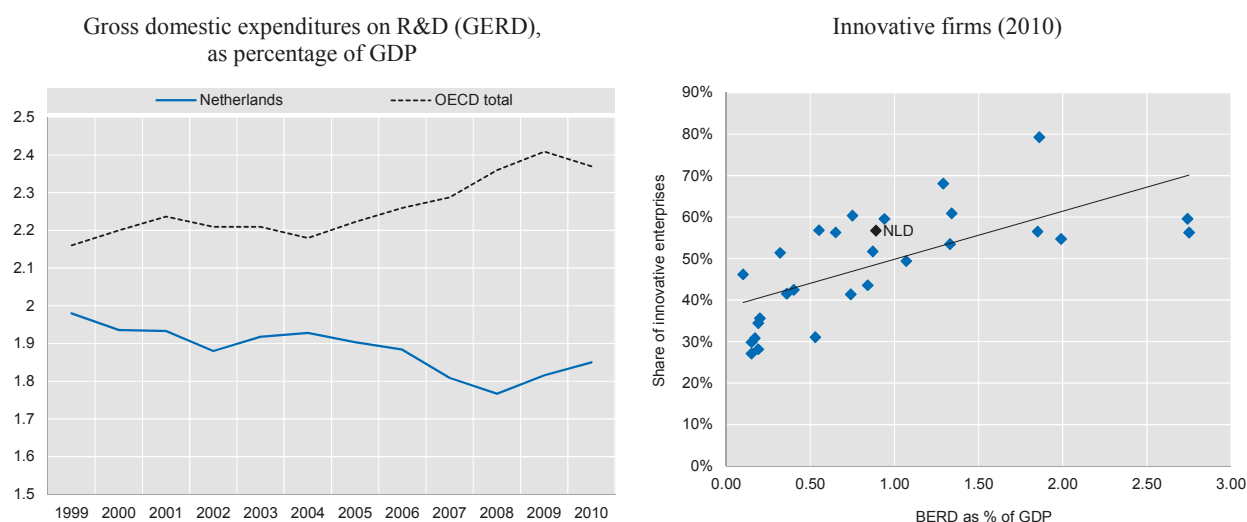 Gross domestic expenditures on R&D (GERD),
as percentage of GDP
Netherlands
OECD total
2.5
2.4
2.3
2.2
2.1
2
1.9
1.8
1.7
1.6
1.5
1999 2000 2001 2002 2003 2004 2005 2006 2007 2008 2009 2010
Innovative firms (2010)
Share of innovative enterprises
90%
80%
70%
60%
50%
40%
30%
20%
10%
0%
NLD
0.00 0.50 1.00 1.50 2.00 2.50 3.00
BERD as % of GDP